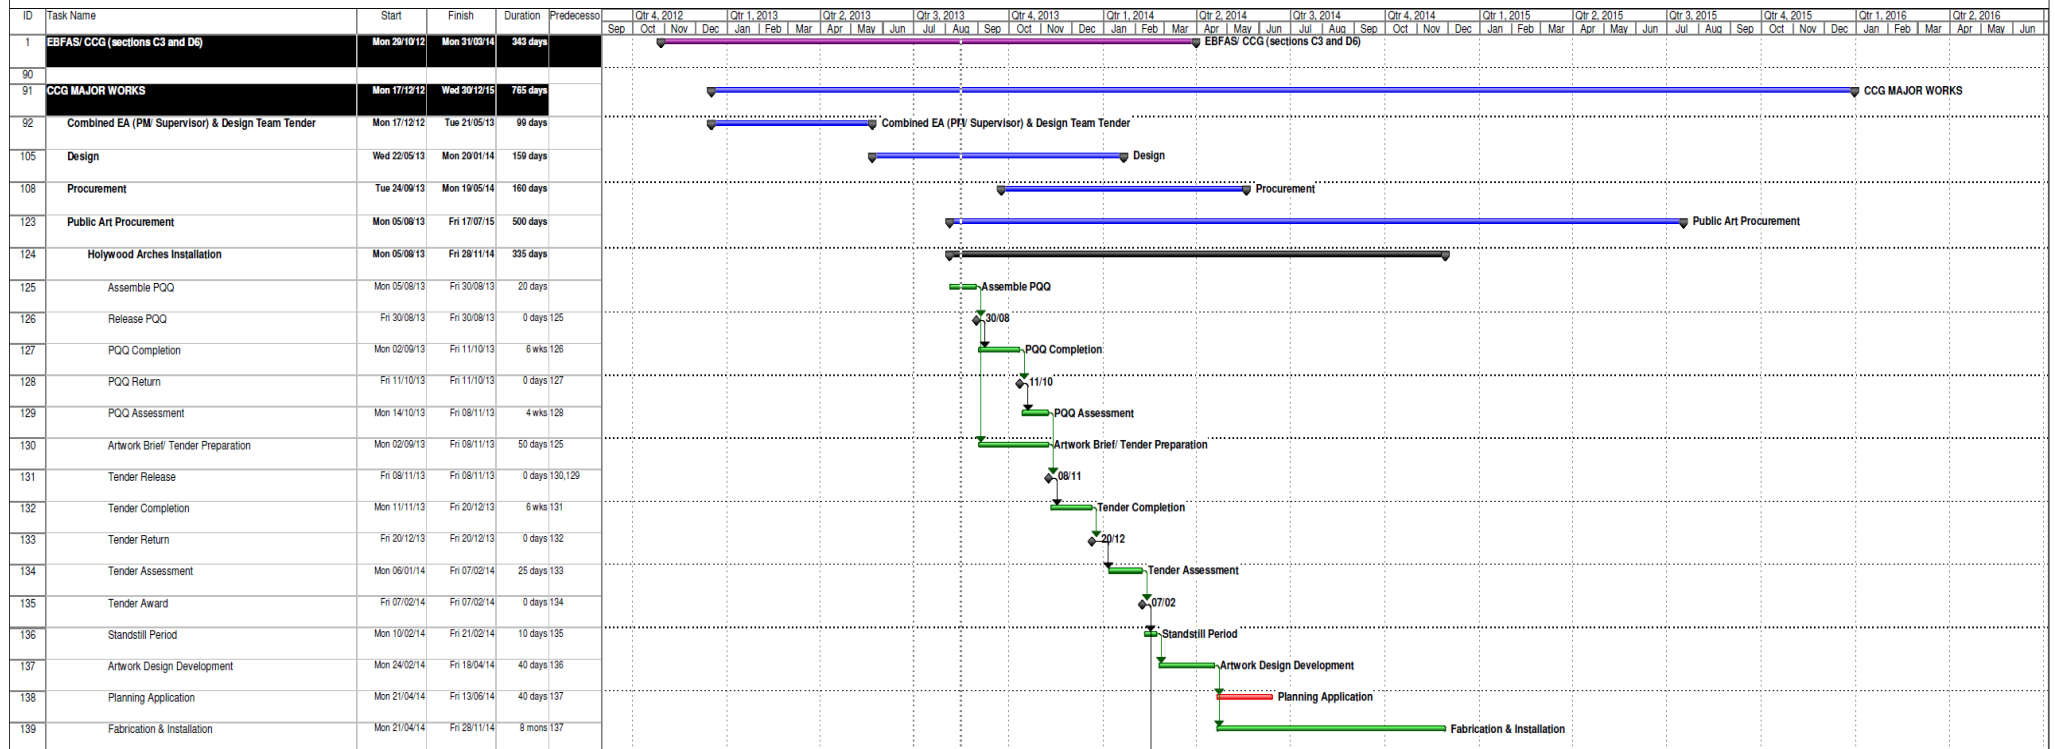 ID Task Name Start Finish Duration Predecesso Qtr 4, 2012 Qtr 1, 2013 Qtr 2, 2013 Qtr 3, 2013 Qtr 4, 2013 Qtr 1, 2014 Qtr 2, 2014 Qtr 3, 2014 Qtr 4, 2014 Qtr 1, 2015 Qtr 2, 2015 Qtr 3, 2015 Qtr 4, 2015 Qtr 1, 2016 Qtr 2, 2016
Sep Oct Nov Dec Jan Feb Mar Apr May Jun Jul Aug Sep Oct Nov Dec Jan Feb Mar Apr May Jun Jul Aug Sep Oct Nov Dec Jan Feb Mar Apr May Jun Jul Aug Sep Oct Nov Dec Jan Feb Mar Apr May Jun
1 EBFAS/ CCG (sections C3 and D6) Mon 29/10/12 Mon 31/03/14 343 days EBFAS/ CCG (sections C3 and D6)
90
91 CCG MAJOR WORKS Mon 17/12/12 Wed 30/12/15 765 days CCG MAJOR WORKS
92 Combined EA (PM/ Supervisor) & Design Team Tender Mon 17/12/12 Tue 21/05/13 99 days Combined EA (PM/ Supervisor) & Design Team Tender
105 Design Wed 22/05/13 Mon 20/01/14 159 days Design
108 Procurement Tue 24/09/13 Mon 19/05/14 160 days Procurement
123 Public Art Procurement Mon 05/08/13 Fri 17/07/15 500 days Public Art Procurement
124 Holywood Arches Installation Mon 05/08/13 Fri 28/11/14 335 days
125 Assemble PQQ Mon 05/08/13 Fri 30/08/13 20 days Assemble PQQ
126 Release PQQ Fri 30/08/13 Fri 30/08/13 0 days 125 30/08
127 PQQ Completion Mon 02/09/13 Fri 11/10/13 6 wks 126 PQQ Completion
128 PQQ Return Fri 11/10/13 Fri 11/10/13 0 days 127 11/10
129 PQQ Assessment Mon 14/10/13 Fri 08/11/13 4 wks 128 PQQ Assessment
130 Artwork Brief/ Tender Preparation Mon 02/09/13 Fri 08/11/13 50 days 125 Artwork Brief/ Tender Preparation
131 Tender Release Fri 08/11/13 Fri 08/11/13 0 days 130,129 08/11
132 Tender Completion Mon 11/11/13 Fri 20/12/13 6 wks 131 Tender Completion
133 Tender Return Fri 20/12/13 Fri 20/12/13 0 days 132 20/12
134 Tender Assessment Mon 06/01/14 Fri 07/02/14 25 days 133 Tender Assessment
135 Tender Award Fri 07/02/14 Fri 07/02/14 0 days 134 07/02
136 Standstill Period Mon 10/02/14 Fri 21/02/14 10 days 135 Standstill Period
137 Artwork Design Development Mon 24/02/14 Fri 18/04/14 40 days 136 Artwork Design Development
138 Planning Application Mon 21/04/14 Fri 13/06/14 40 days 137 Planning Application
139 Fabrication & Installation Mon 21/04/14 Fri 28/11/14 8 mons 137 Fabrication & Installation